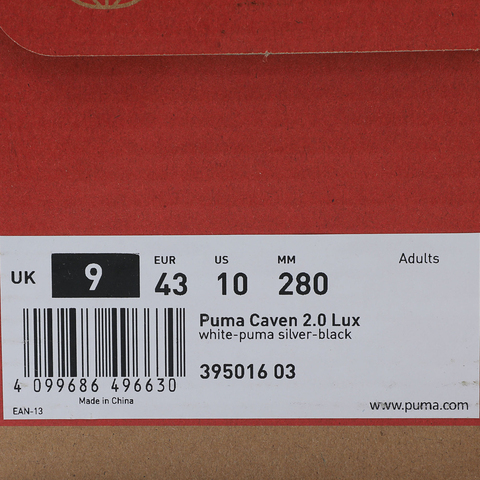 Adults
UK 9 EUR 43 US 10 MM 280
Puma Caven 2.0 Lux
white-puma silver-black
395016 03
4 099686 496630
Made in China
EAN-13
www.puma.com